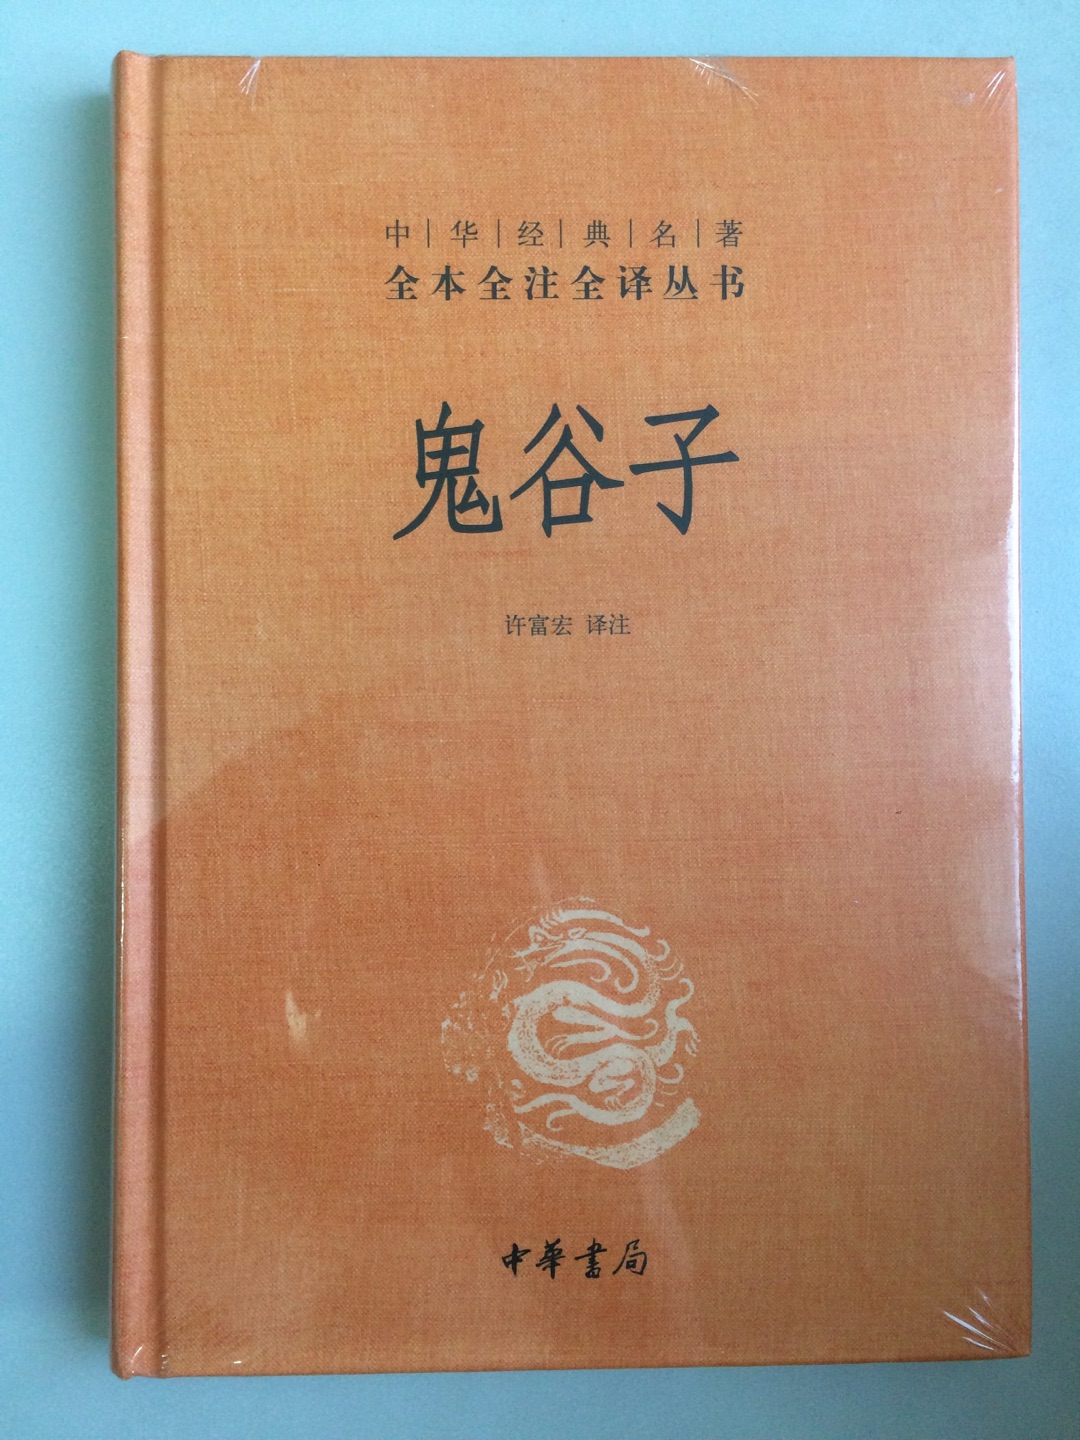 中|华|经|典|名|著
全本全注全译丛书
鬼谷子
许富宏 译注
中華書局